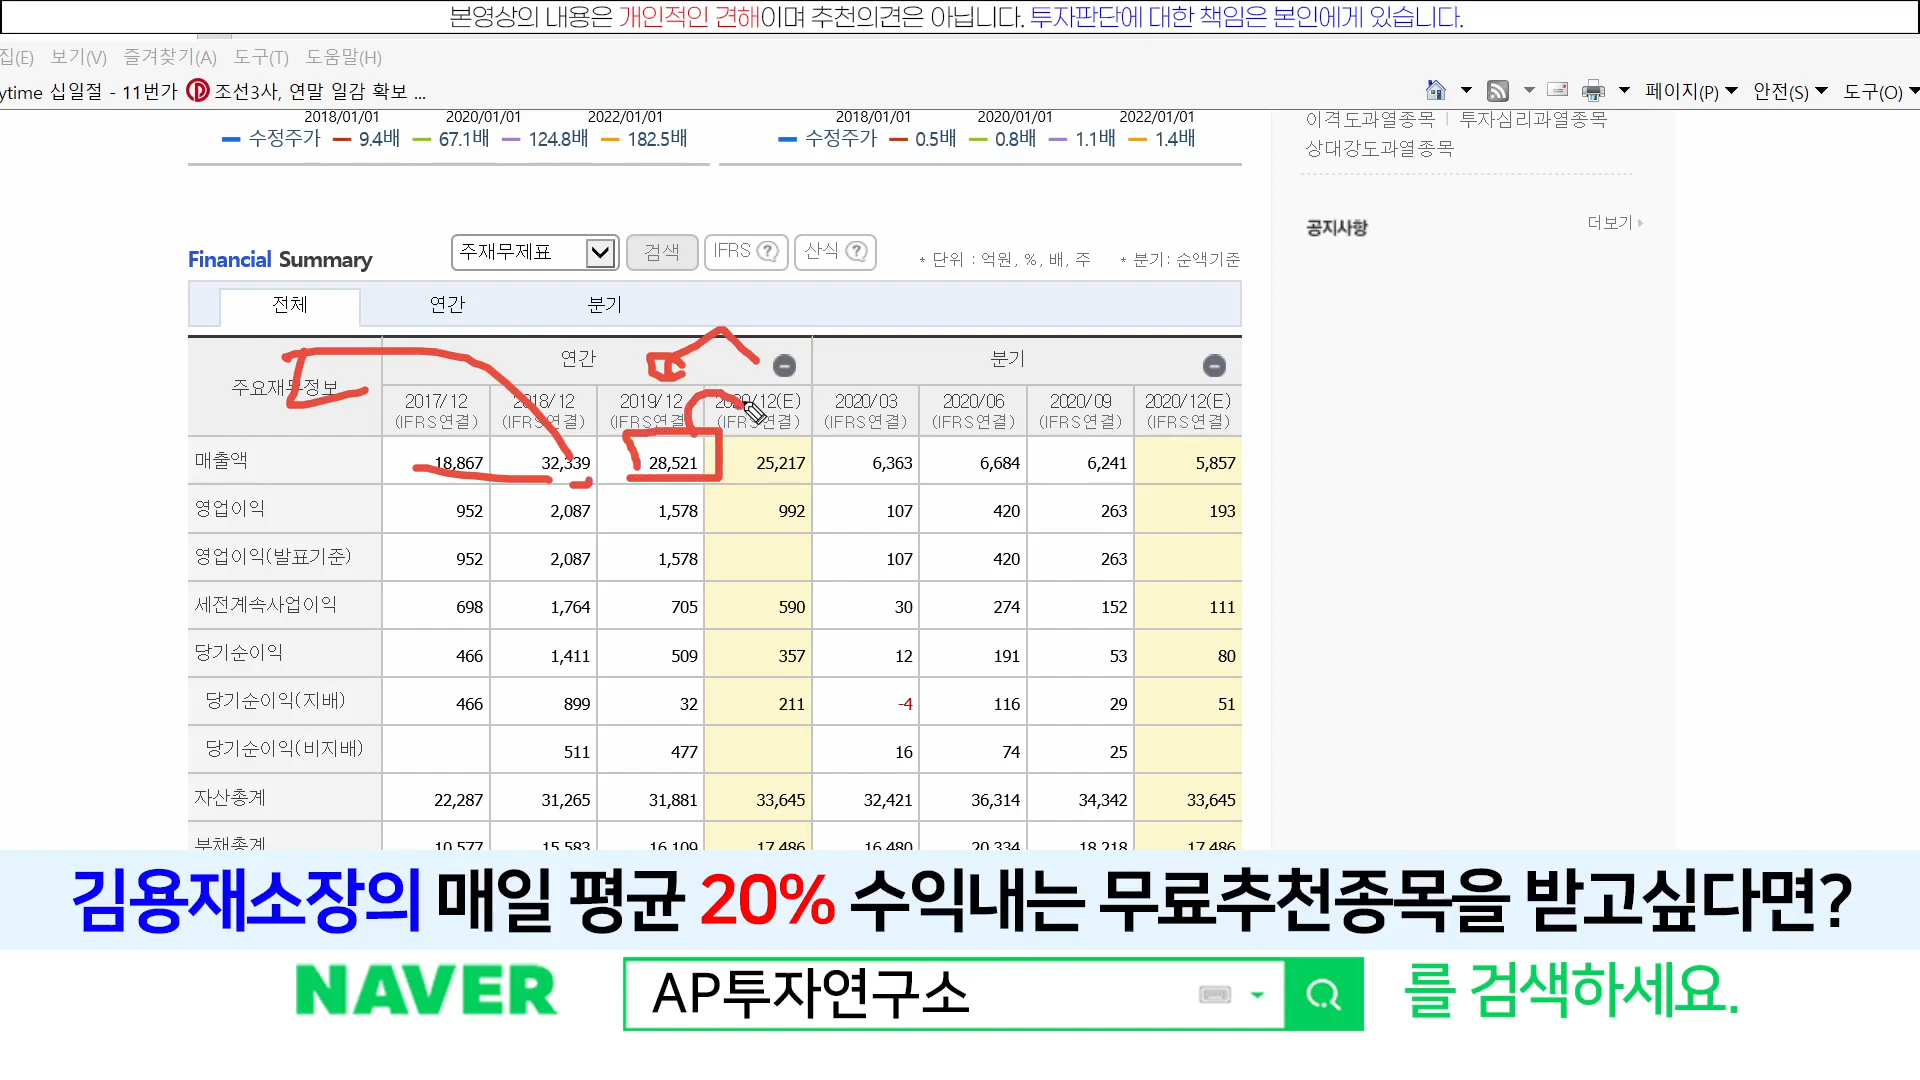 본영상의 내용은 개인적인 견해이며 추천의견은 아닙니다. 투자판단에 대한 책임은 본인에게 있습니다.
집(E) 보기(V) 즐겨찾기(A) 도구(T) 도움말(H)
ytime 십일절 - 11번가 조선3사, 연말 일감 확보 ... 페이지(P) 안전(S) 도구(O)
2018/01/01 2020/01/01 2022/01/01 2018/01/01 2020/01/01 2022/01/01
수정주가 9.4배 67.1배 124.8배 182.5배 수정주가 0.5배 0.8배 1.1배 1.4배
이격도과열종목 투자심리과열종목
상대강도과열종목
공지사항 더보기
Financial Summary 주재무제표 검색 IFRS ? 산식 ? * 단위 : 억원, %, 배, 주 * 분기: 순액기준
전체 연간 분기
주요재무정보 연간 분기
2017/12 2018/12 2019/12 2020/12(E) 2020/03 2020/06 2020/09 2020/12(E)
(IFRS연결) (IFRS연결) (IFRS연결) (IFRS연결) (IFRS연결) (IFRS연결) (IFRS연결) (IFRS연결)
매출액 18,867 32,339 28,521 25,217 6,363 6,684 6,241 5,857
영업이익 952 2,087 1,578 992 107 420 263 193
영업이익(발표기준) 952 2,087 1,578 107 420 263
세전계속사업이익 698 1,764 705 590 30 274 152 111
당기순이익 466 1,411 509 357 12 191 53 80
당기순이익(지배) 466 899 32 211 -4 116 29 51
당기순이익(비지배) 511 477 16 74 25
자산총계 22,287 31,265 31,881 33,645 32,421 36,314 34,342 33,645
부채총계 10,577 15,583 16,109 17,486 16,480 20,334 18,218 17,486
김용재소장의 매일 평균 20% 수익내는 무료추천종목을 받고싶다면?
NAVER AP투자연구소 를 검색하세요.